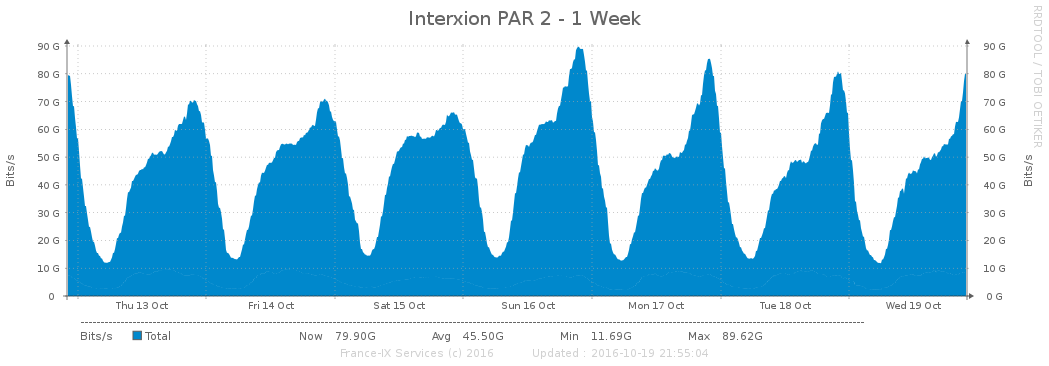 Interxion PAR 2 - 1 Week
RRDTOOL / TOBI OETIKER
Bits/s
90 G
80 G
70 G
60 G
50 G
40 G
30 G
20 G
10 G
0
90 G
80 G
70 G
60 G
50 G
40 G
30 G
20 G
10 G
0 G
Bits/s
Thu 13 Oct Fri 14 Oct Sat 15 Oct Sun 16 Oct Mon 17 Oct Tue 18 Oct Wed 19 Oct
Bits/s Total Now 79.90G Avg 45.50G Min 11.69G Max 89.62G
France-IX Services (c) 2016 Updated : 2016-10-19 21:55:04